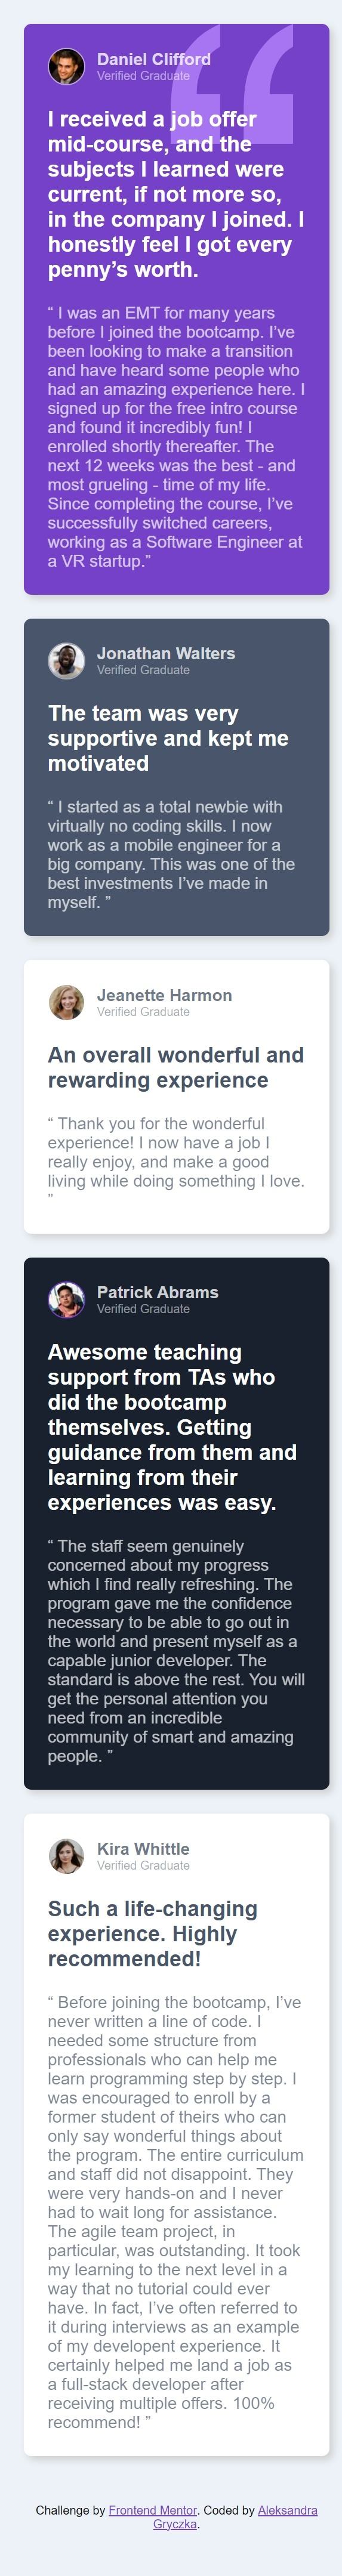 Daniel Clifford
Verified Graduate
I received a job offer
mid-course, and the
subjects I learned were
current, if not more so,
in the company I joined. I
honestly feel I got every
penny’s worth.
“ I was an EMT for many years
before I joined the bootcamp. I’ve
been looking to make a transition
and have heard some people who
had an amazing experience here. I
signed up for the free intro course
and found it incredibly fun! I
enrolled shortly thereafter. The
next 12 weeks was the best - and
most grueling - time of my life.
Since completing the course, I’ve
successfully switched careers,
working as a Software Engineer at
a VR startup.”
Jonathan Walters
Verified Graduate
The team was very
supportive and kept me
motivated
“ I started as a total newbie with
virtually no coding skills. I now
work as a mobile engineer for a
big company. This was one of the
best investments I’ve made in
myself. ”
Jeanette Harmon
Verified Graduate
An overall wonderful and
rewarding experience
“ Thank you for the wonderful
experience! I now have a job I
really enjoy, and make a good
living while doing something I love.
”
Patrick Abrams
Verified Graduate
Awesome teaching
support from TAs who
did the bootcamp
themselves. Getting
guidance from them and
learning from their
experiences was easy.
“ The staff seem genuinely
concerned about my progress
which I find really refreshing. The
program gave me the confidence
necessary to be able to go out in
the world and present myself as a
capable junior developer. The
standard is above the rest. You will
get the personal attention you
need from an incredible
community of smart and amazing
people. ”
Kira Whittle
Verified Graduate
Such a life-changing
experience. Highly
recommended!
“ Before joining the bootcamp, I’ve
never written a line of code. I
needed some structure from
professionals who can help me
learn programming step by step. I
was encouraged to enroll by a
former student of theirs who can
only say wonderful things about
the program. The entire curriculum
and staff did not disappoint. They
were very hands-on and I never
had to wait long for assistance.
The agile team project, in
particular, was outstanding. It took
my learning to the next level in a
way that no tutorial could ever
have. In fact, I’ve often referred to
it during interviews as an example
of my developent experience. It
certainly helped me land a job as
a full-stack developer after
receiving multiple offers. 100%
recommend! ”
Challenge by Frontend Mentor. Coded by Aleksandra
Gryczka.